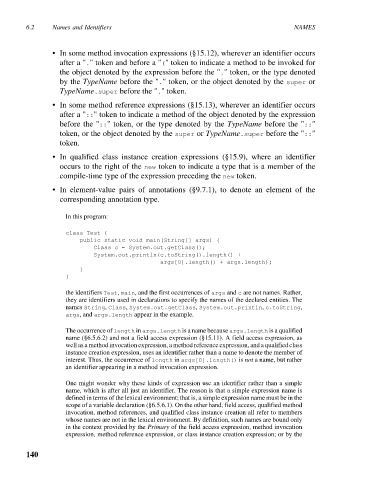 6.2 Names and Identifiers NAMES
• In some method invocation expressions (§15.12), wherever an identifier occurs
after a "." token and before a "(" token to indicate a method to be invoked for
the object denoted by the expression before the "." token, or the type denoted
by the TypeName before the "." token, or the object denoted by the super or
TypeName.super before the "." token.
• In some method reference expressions (§15.13), wherever an identifier occurs
after a "::" token to indicate a method of the object denoted by the expression
before the "::" token, or the type denoted by the TypeName before the "::"
token, or the object denoted by the super or TypeName.super before the "::"
token.
• In qualified class instance creation expressions (§15.9), where an identifier
occurs to the right of the new token to indicate a type that is a member of the
compile-time type of the expression preceding the new token.
• In element-value pairs of annotations (§9.7.1), to denote an element of the
corresponding annotation type.
In this program:
class Test {
public static void main(String[] args) {
Class c = System.out.getClass();
System.out.println(c.toString().length() +
args[0].length() + args.length);
}
}
the identifiers Test, main, and the first occurrences of args and c are not names. Rather,
they are identifiers used in declarations to specify the names of the declared entities. The
names String, Class, System.out.getClass, System.out.println, c.toString,
args, and args.length appear in the example.
The occurrence of length in args.length is a name because args.length is a qualified
name (§6.5.6.2) and not a field access expression (§15.11). A field access expression, as
well as a method invocation expression, a method reference expression, and a qualified class
instance creation expression, uses an identifier rather than a name to denote the member of
interest. Thus, the occurrence of length in args[0].length() is not a name, but rather
an identifier appearing in a method invocation expression.
One might wonder why these kinds of expression use an identifier rather than a simple
name, which is after all just an identifier. The reason is that a simple expression name is
defined in terms of the lexical environment; that is, a simple expression name must be in the
scope of a variable declaration (§6.5.6.1). On the other hand, field access, qualified method
invocation, method references, and qualified class instance creation all refer to members
whose names are not in the lexical environment. By definition, such names are bound only
in the context provided by the Primary of the field access expression, method invocation
expression, method reference expression, or class instance creation expression; or by the
140